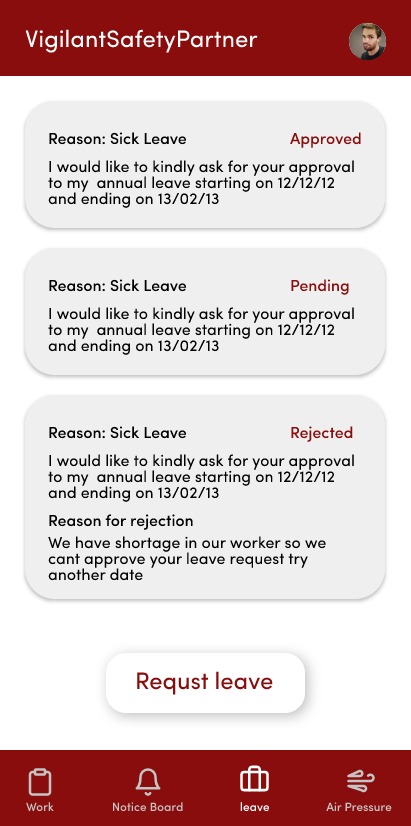 VigilantSafetyPartner
Reason: Sick Leave Approved
I would like to kindly ask for your approval
to my  annual leave starting on 12/12/12
and ending on 13/02/13
Reason: Sick Leave Pending
I would like to kindly ask for your approval
to my  annual leave starting on 12/12/12
and ending on 13/02/13
Reason: Sick Leave Rejected
I would like to kindly ask for your approval
to my  annual leave starting on 12/12/12
and ending on 13/02/13
Reason for rejection
We have shortage in our worker so we
cant approve your leave request try
another date
Requst leave
Work Notice Board leave Air Pressure